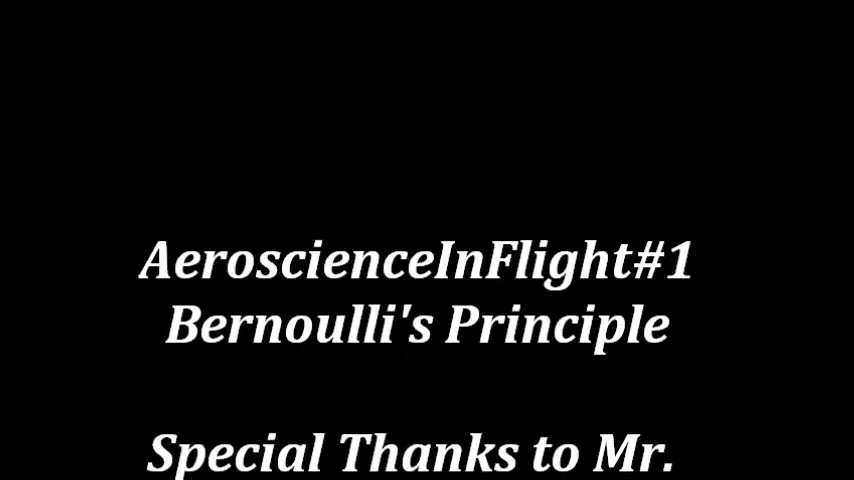 AeroscienceInFlight#1
Bernoulli's Principle
Special Thanks to Mr.